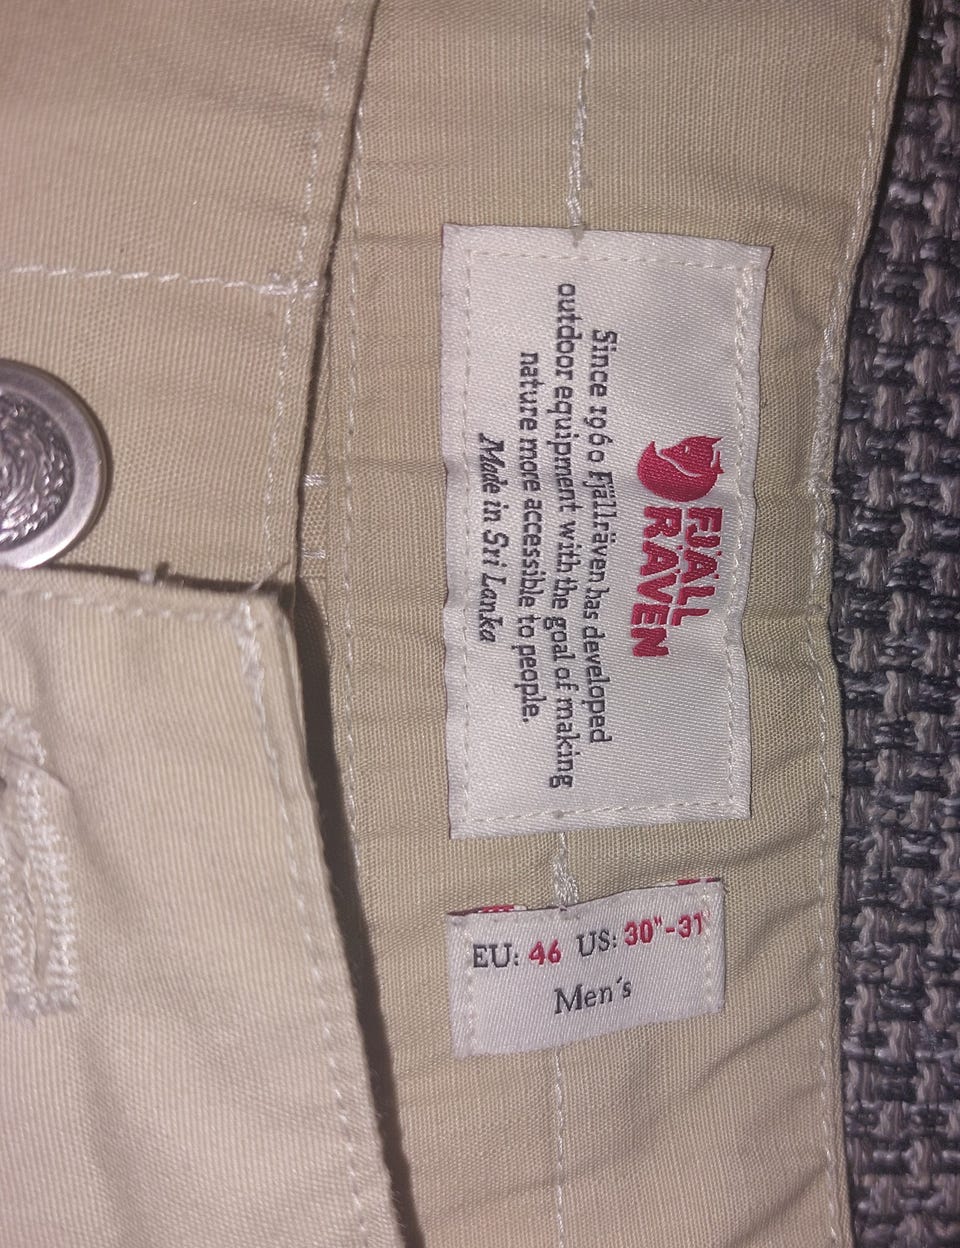 FJÄLL
RÄVEN
Since 1960 Fjällräven has developed
outdoor equipment with the goal of making
nature more accessible to people.
Made in Sri Lanka
EU: 46 US: 30"-31"
Men´s